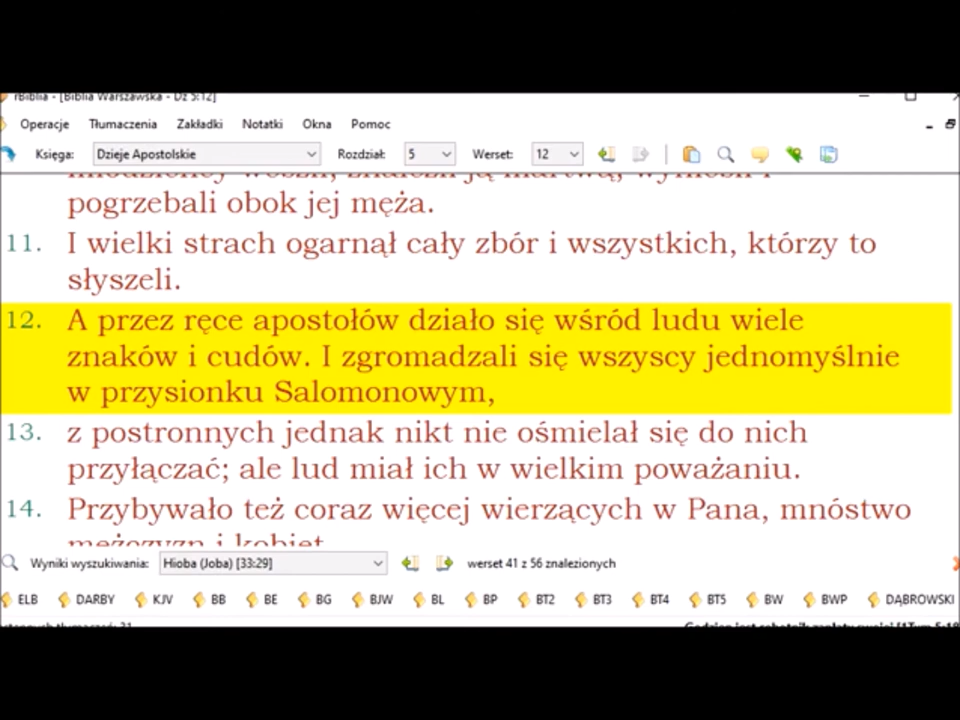 rBiblia - [Biblia Warszawska - Dz 5:12]
Operacje Tłumaczenia Zakładki Notatki Okna Pomoc
Księga: Dzieje Apostolskie Rozdział: 5 Werset: 12
pogrzebali obok jej męża.
11. I wielki strach ogarnął cały zbór i wszystkich, którzy to
słyszeli.
12. A przez ręce apostołów działo się wśród ludu wiele
znaków i cudów. I zgromadzali się wszyscy jednomyślnie
w przysionku Salomonowym,
13. z postronnych jednak nikt nie ośmielał się do nich
przyłączać; ale lud miał ich w wielkim poważaniu.
14. Przybywało też coraz więcej wierzących w Pana, mnóstwo
mężczyzn i kobiet
Wyniki wyszukiwania: Hioba (Joba) [33:29] werset 41 z 56 znalezionych
ELB DARBY KJV BB BE BG BJW BL BP BT2 BT3 BT4 BT5 BW BWP DĄBROWSKI